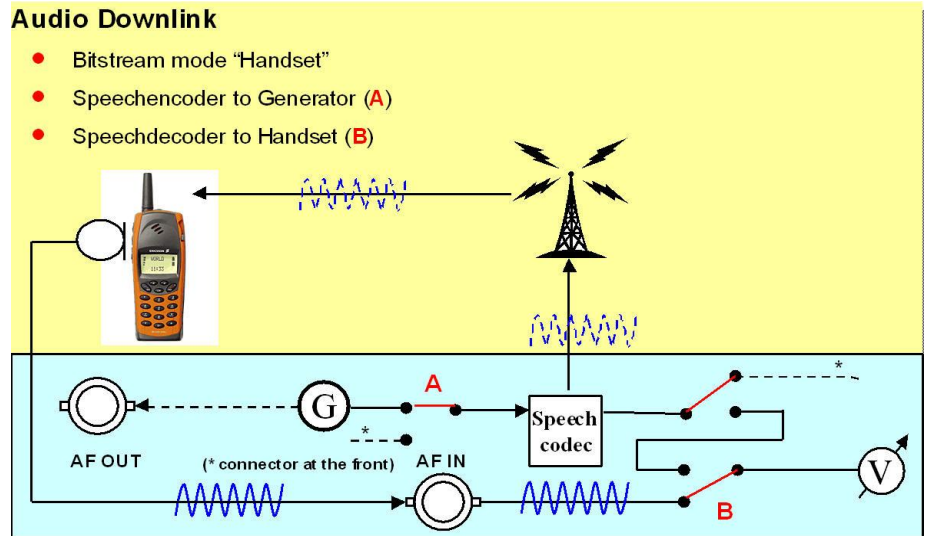 Audio Downlink
Bitstream mode “Handset”
Speechencoder to Generator (A)
Speechdecoder to Handset (B)
*
A
G
Speech
codec
*
AF OUT
(* connector at the front)
AF IN
V
B